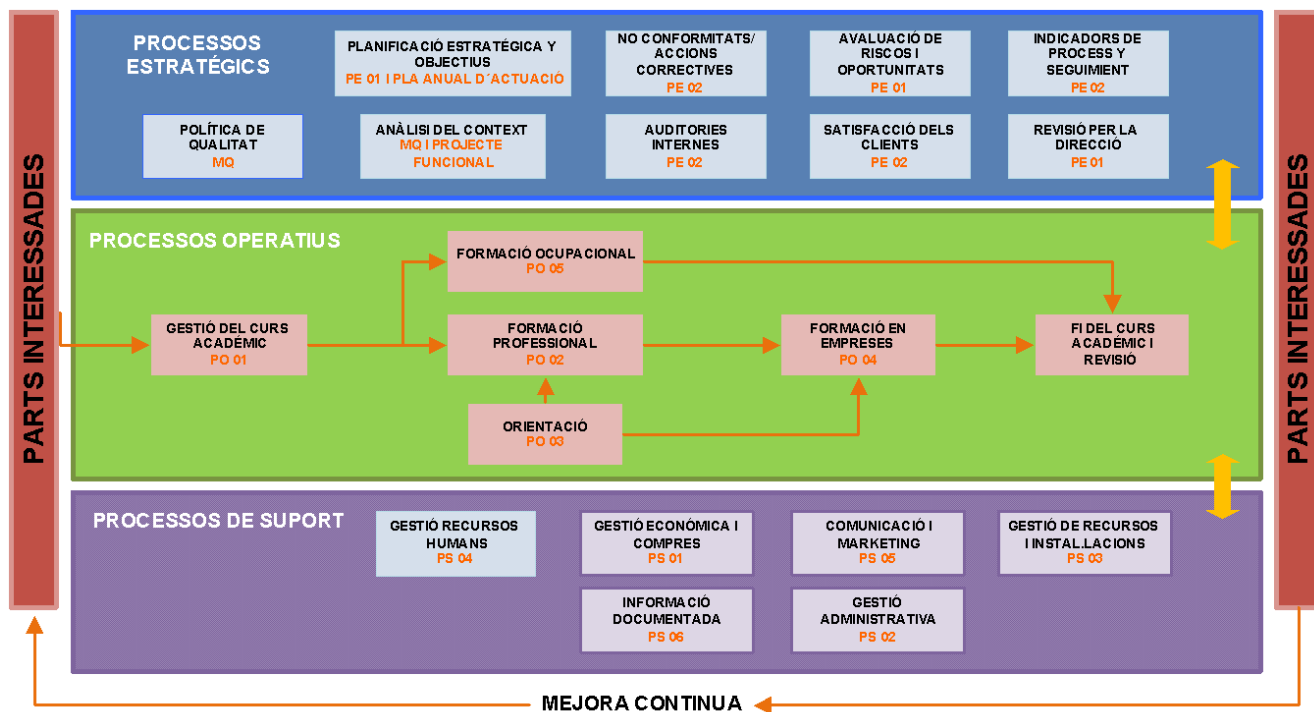 PARTS INTERESSADES
PROCESSOS
ESTRATÉGICS
PLANIFICACIÓ ESTRATÉGICA Y
OBJECTIUS
PE 01 I PLA ANUAL D´ACTUACIÓ
NO CONFORMITATS/
ACCIONS
CORRECTIVES
PE 02
AVALUACIÓ DE
RISCOS I
OPORTUNITATS
PE 01
INDICADORS DE
PROCESS Y
SEGUIMIENT
PE 02
POLÍTICA DE
QUALITAT
MQ
ANÀLISI DEL CONTEXT
MQ I PROJECTE
FUNCIONAL
AUDITORIES
INTERNES
PE 02
SATISFACCIÓ DELS
CLIENTS
PE 02
REVISIÓ PER LA
DIRECCIÓ
PE 01
PROCESSOS OPERATIUS
FORMACIÓ OCUPACIONAL
PO 05
GESTIÓ DEL CURS
ACADÉMIC
PO 01
FORMACIÓ
PROFESSIONAL
PO 02
FORMACIÓ EN
EMPRESES
PO 04
FI DEL CURS
ACADÉMIC I
REVISIÓ
ORIENTACIÓ
PO 03
PROCESSOS DE SUPORT
GESTIÓ RECURSOS
HUMANS
PS 04
GESTIÓ ECONÓMICA I
COMPRES
PS 01
COMUNICACIÓ I
MARKETING
PS 05
GESTIÓ DE RECURSOS
I INSTAL.LACIONS
PS 03
INFORMACIÓ
DOCUMENTADA
PS 06
GESTIÓ
ADMINISTRATIVA
PS 02
PARTS INTERESSADES
MEJORA CONTINUA